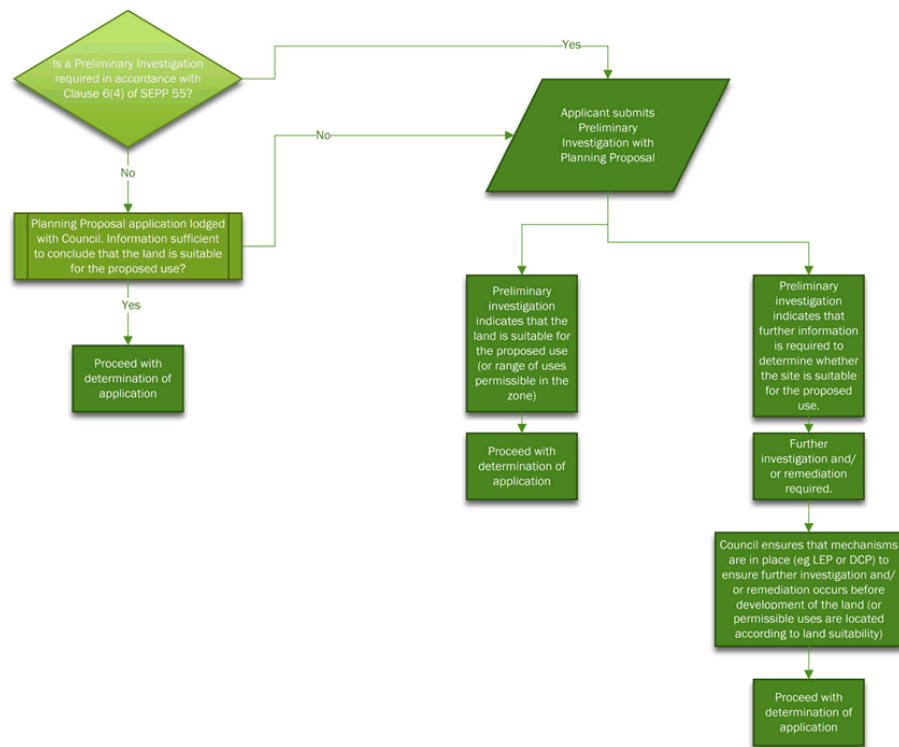 Is a Preliminary Investigation
required in accordance with
Clause 6(4) of SEPP 55?
Yes
Applicant submits
Preliminary
Investigation with
Planning Proposal
No
No
Planning Proposal application lodged
with Council. Information sufficient
to conclude that the land is suitable
for the proposed use?
Yes
Proceed with
determination of
application
Preliminary
investigation
indicates that the
land is suitable for
the proposed use
(or range of uses
permissible in the
zone)
Proceed with
determination of
application
Preliminary
investigation
indicates that
further information
is required to
determine whether
the site is suitable
for the proposed
use.
Further
investigation and/
or remediation
required.
Council ensures that mechanisms
are in place (eg LEP or DCP) to
ensure further investigation and/
or remediation occurs before
development of the land (or
permissible uses are located
according to land suitability)
Proceed with
determination of
application